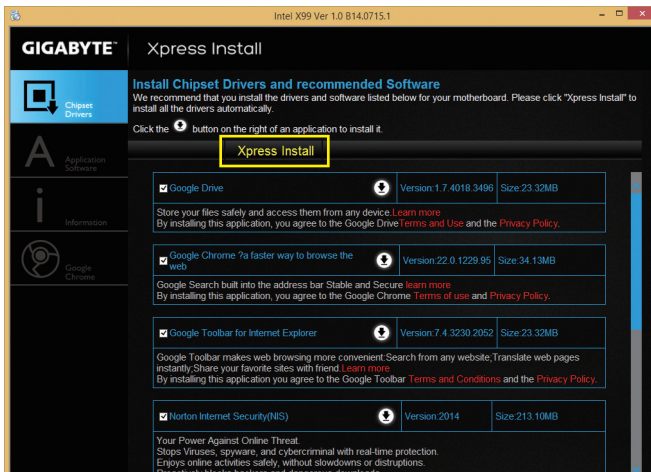 Intel X99 Ver 1.0 B14.0715.1
GIGABYTE™
Xpress Install
Chipset
Drivers
Application
Software
Information
Google
Chrome
Install Chipset Drivers and recommended Software
We recommend that you install the drivers and software listed below for your motherboard. Please click "Xpress Install" to
install all the drivers automatically.
Click the button on the right of an application to install it.
Xpress Install
Google Drive Version:1.7.4018.3496 Size:23.32MB
Store your files safely and access them from any device.Learn more
By installing this application, you agree to the Google DriveTerms and Use and the Privacy Policy.
Google Chrome ?a faster way to browse the
web Version:22.0.1229.95 Size:34.13MB
Google Search built into the address bar Stable and Secure learn more
By installing this application, you agree to the Google Chrome Terms of use and Privacy Policy.
Google Toolbar for Internet Explorer Version:7.4.3230.2052 Size:23.32MB
Google Toolbar makes web browsing more convenient:Search from any website;Translate web pages
instantly;Share your favorite sites with friend.Learn more
By installing this application you agree to the Google Toolbar Terms and Conditions and the Privacy Policy.
Norton Internet Security(NIS) Version:2014 Size:213.10MB
Your Power Against Online Threat.
Stops Viruses, spyware, and cybercriminal with real-time protection.
Enjoys online activities safely, without slowdowns or distruptions.
Proactively blocks hackers and dangerous downloads.